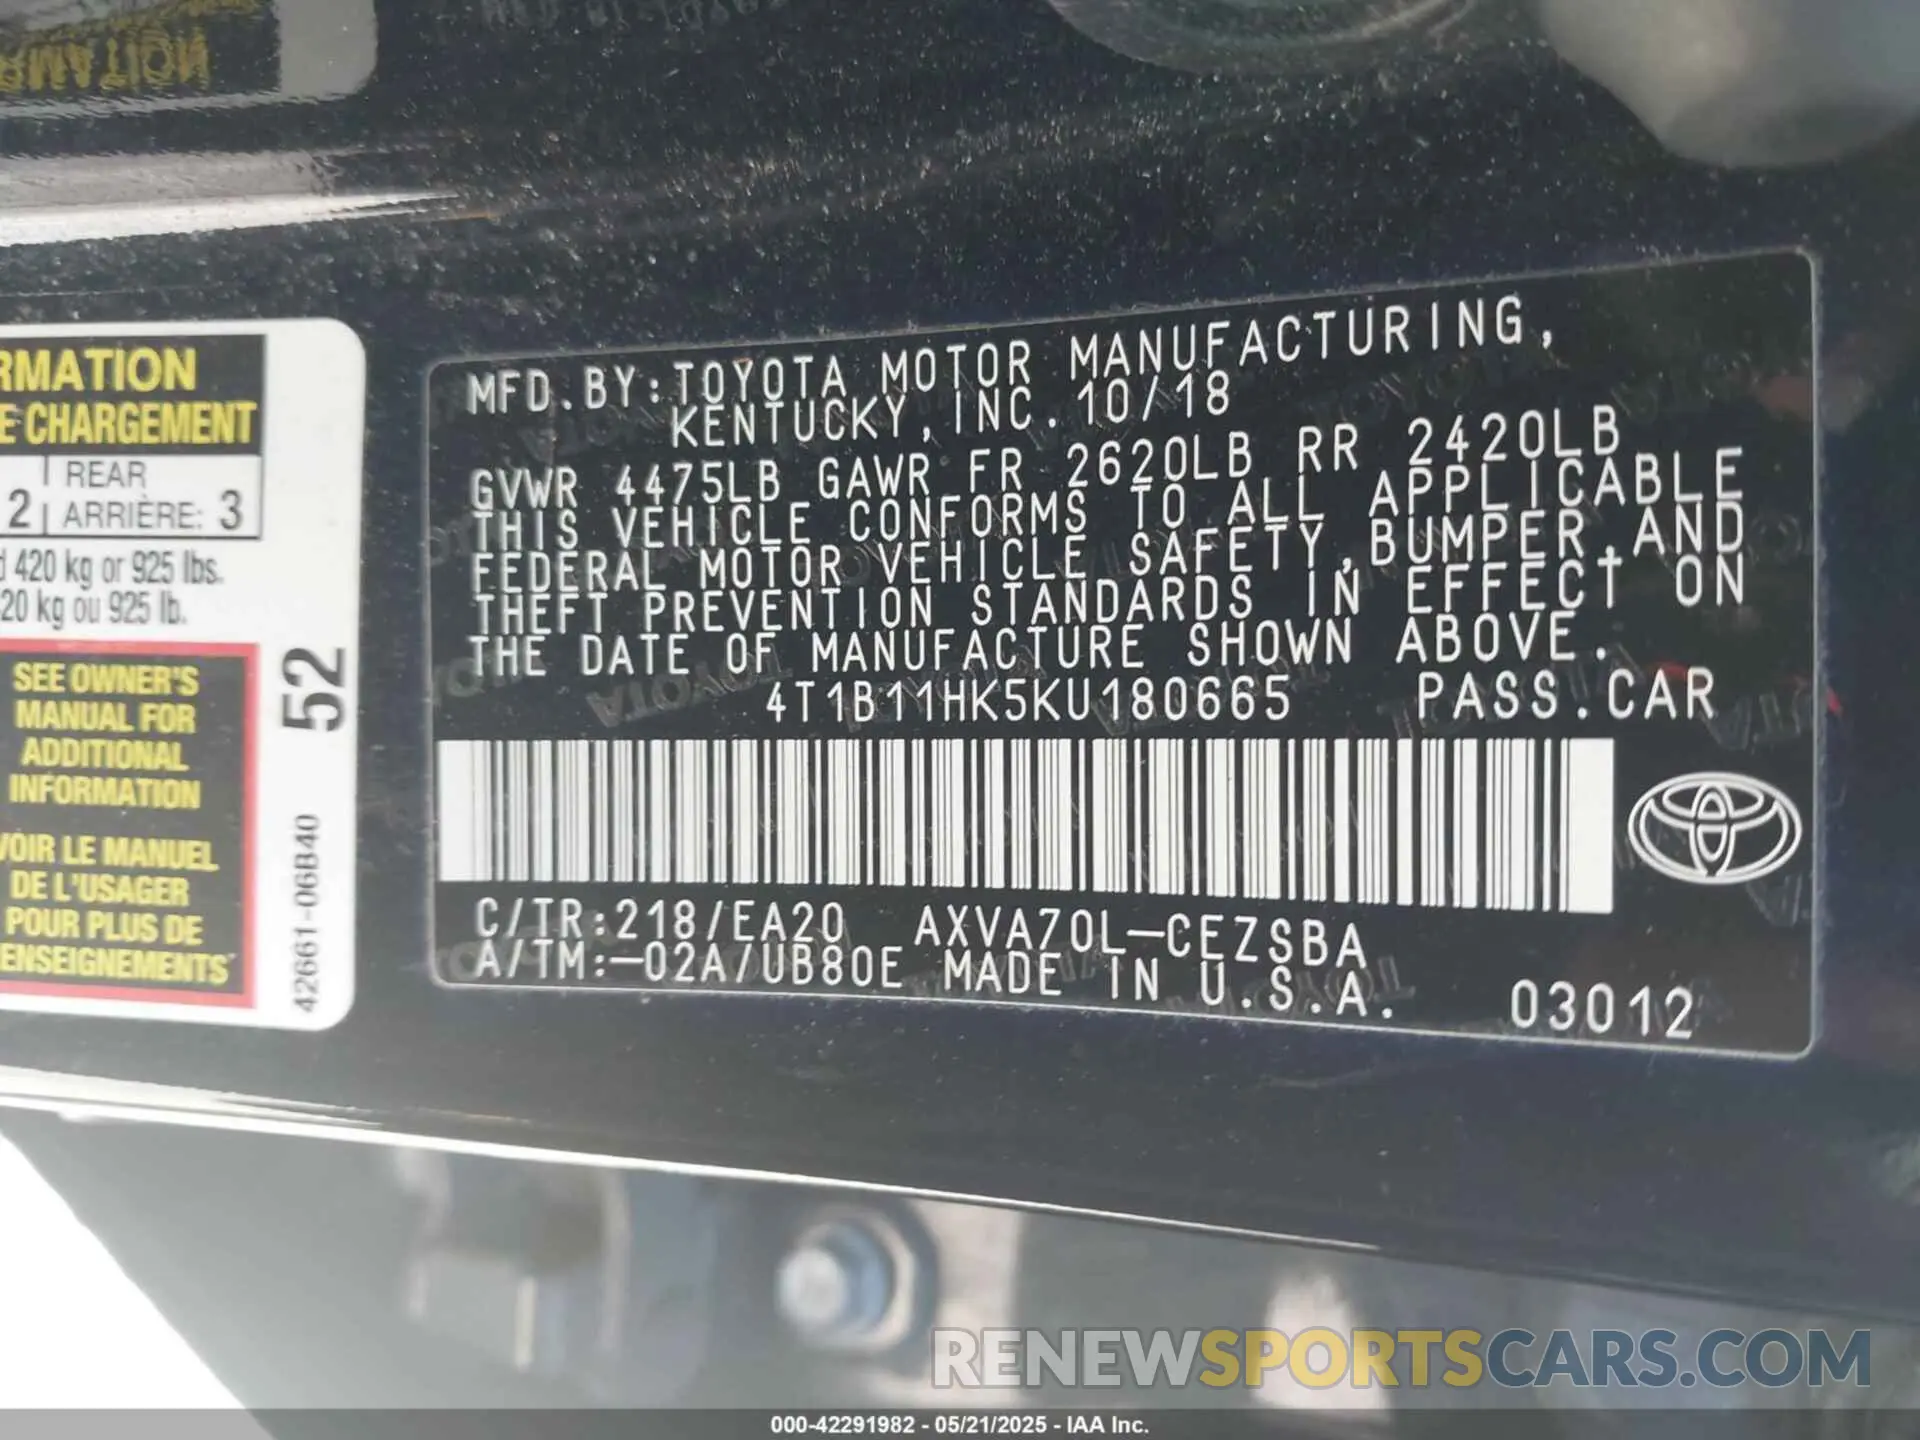 RMATION
RMATION
E CHARGEMENT
2 REAR
ARRIÈRE: 3
420 kg or 925 lbs.
20 kg ou 925 lb.
SEE OWNER'S
MANUAL FOR
ADDITIONAL
INFORMATION
VOIR LE MANUEL
DE L'USAGER
POUR PLUS DE
ENSEIGNEMENTS
52
42661-06B40
MFD.BY:TOYOTA MOTOR MANUFACTURING,
KENTUCKY,INC.10/18
GVWR 4475LB GAWR FR 2620LB RR 2420LB
THIS VEHICLE CONFORMS TO ALL APPLICABLE
FEDERAL MOTOR VEHICLE SAFETY,BUMPER,AND
THEFT PREVENTION STANDARDS IN EFFECT ON
THE DATE OF MANUFACTURE SHOWN ABOVE.
4T1B11HK5KU180665 PASS.CAR
C/TR:218/EA20 AXVA70L-CEZSBA
A/TM:-02A/UB80E MADE IN U.S.A.
03012
RENEWSPORTSCARS.COM
000-42291982 - 05/21/2025 - IAA Inc.